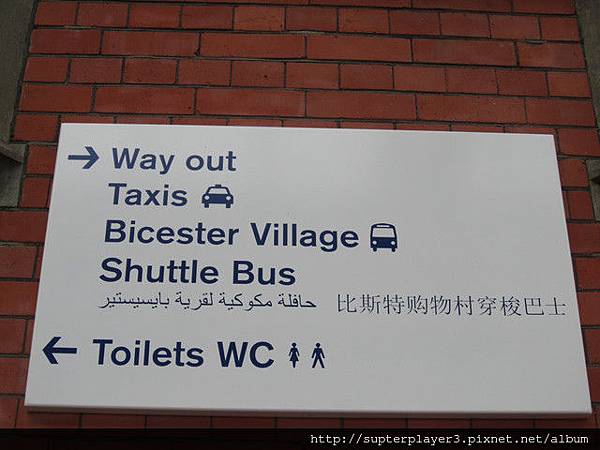 Way out
Taxis
Bicester Village
Shuttle Bus
حافلة مكوكية لقرية بايسيستير 比斯特购物村穿梭巴士
Toilets WC
http://supterplayer3.pixnet.net/album